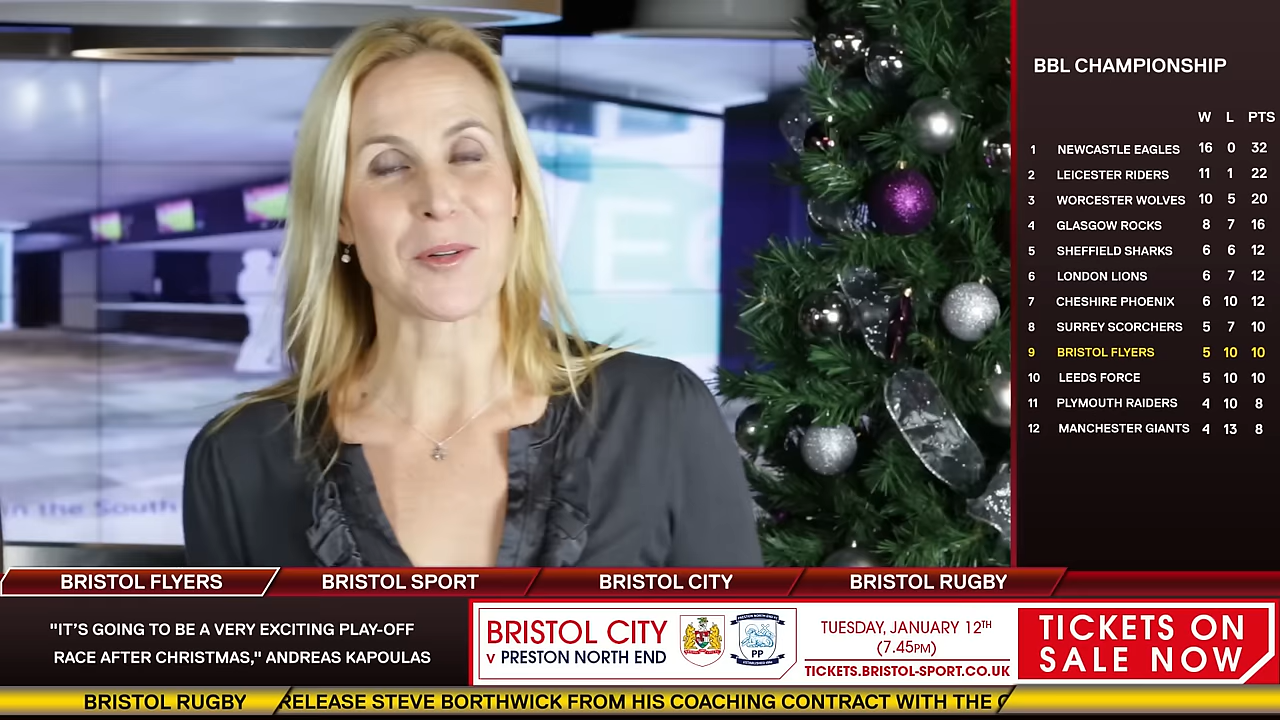 BBL CHAMPIONSHIP
W L PTS
1 NEWCASTLE EAGLES 16 0 32
2 LEICESTER RIDERS 11 1 22
3 WORCESTER WOLVES 10 5 20
4 GLASGOW ROCKS 8 7 16
5 SHEFFIELD SHARKS 6 6 12
6 LONDON LIONS 6 7 12
7 CHESHIRE PHOENIX 6 10 12
8 SURREY SCORCHERS 5 7 10
9 BRISTOL FLYERS 5 10 10
10 LEEDS FORCE 5 10 10
11 PLYMOUTH RAIDERS 4 10 8
12 MANCHESTER GIANTS 4 13 8
in the South
BRISTOL FLYERS BRISTOL SPORT BRISTOL CITY BRISTOL RUGBY
GOING TO BE A VERY EXCITING PLAY-OFF
RACE AFTER CHRISTMAS," ANDREAS KAPOULAS
BRISTOL CITY
v PRESTON NORTH END
PP
TUESDAY, JANUARY 12TH
(7.45PM)
TICKETS.BRISTOL-SPORT.CO.UK
TICKETS ON
SALE NOW
BRISTOL RUGBY RELEASE STEVE BORTHWICK FROM HIS COACHING CONTRACT WITH THE